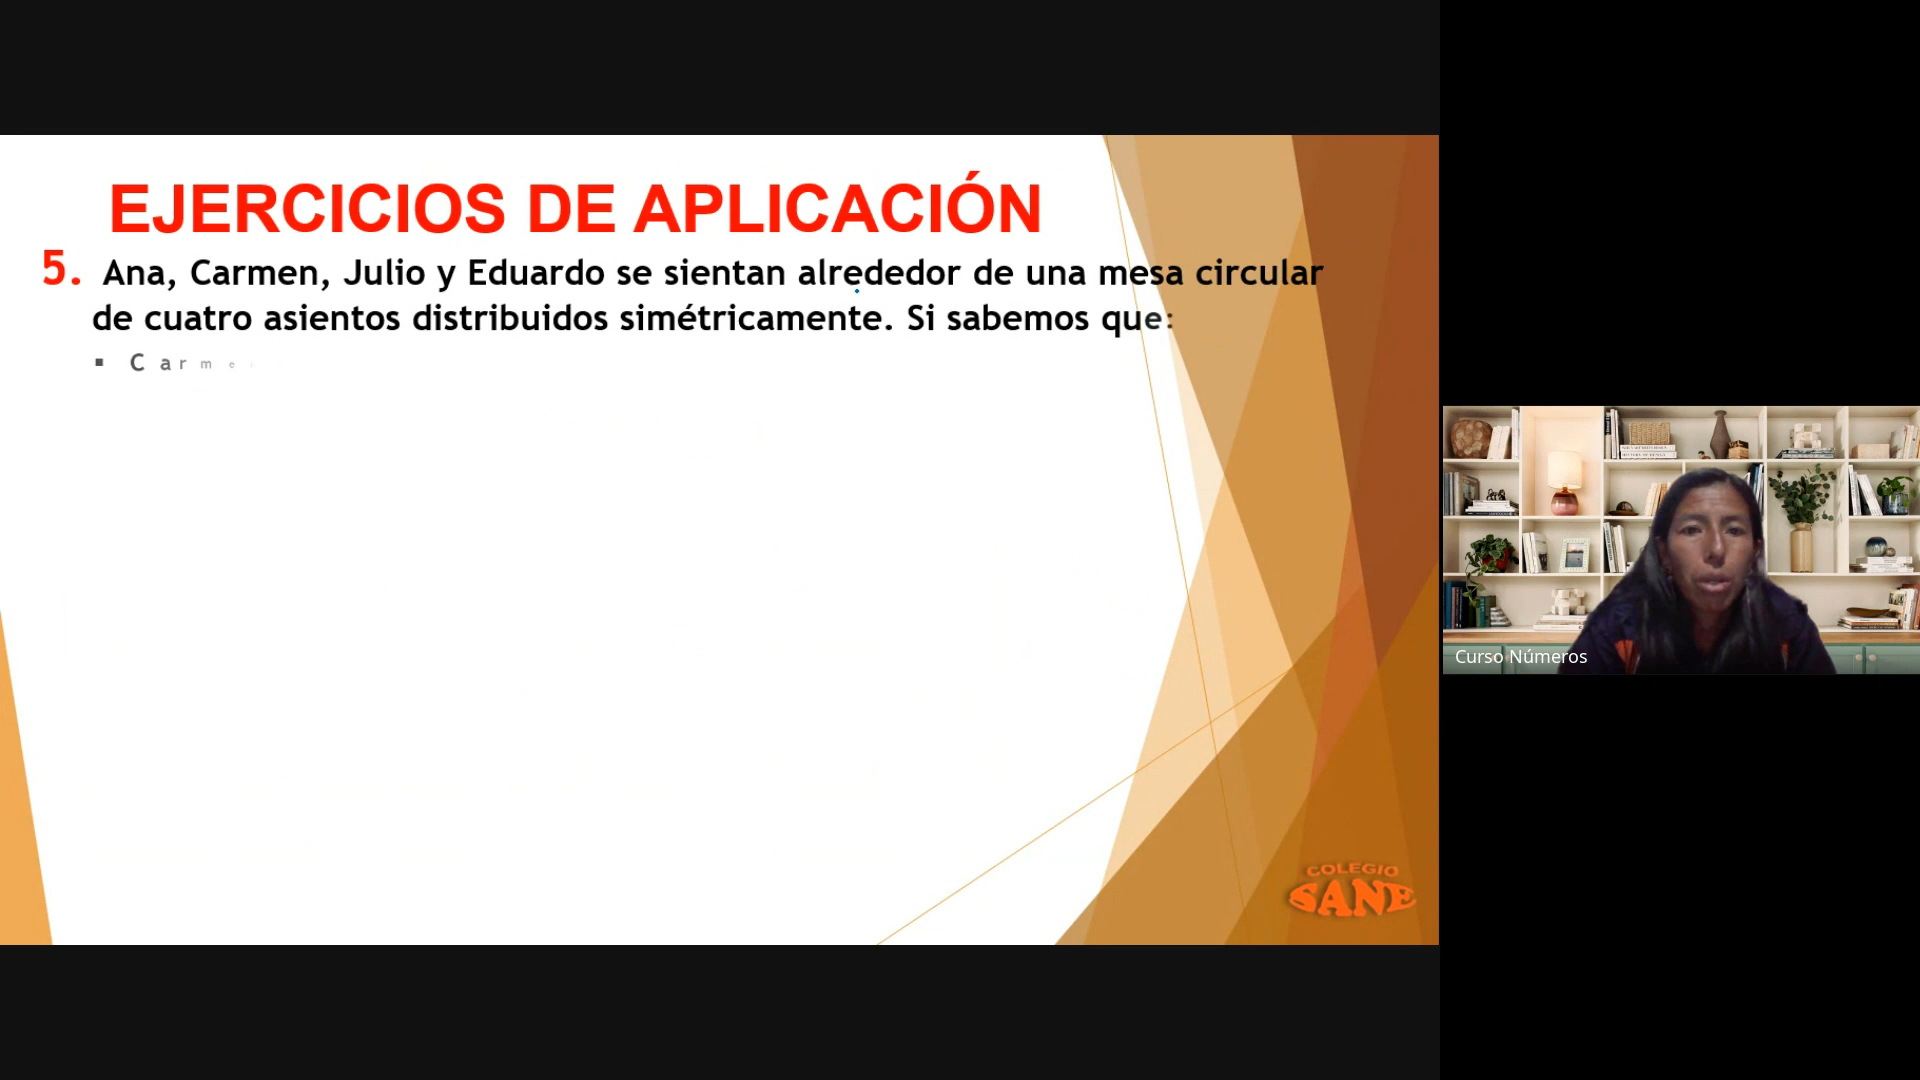 EJERCICIOS DE APLICACIÓN
5. Ana, Carmen, Julio y Eduardo se sientan alrededor de una mesa circular
de cuatro asientos distribuidos simétricamente. Si sabemos que:
▪ Carme
COLEGIO
SANE
Curso Números